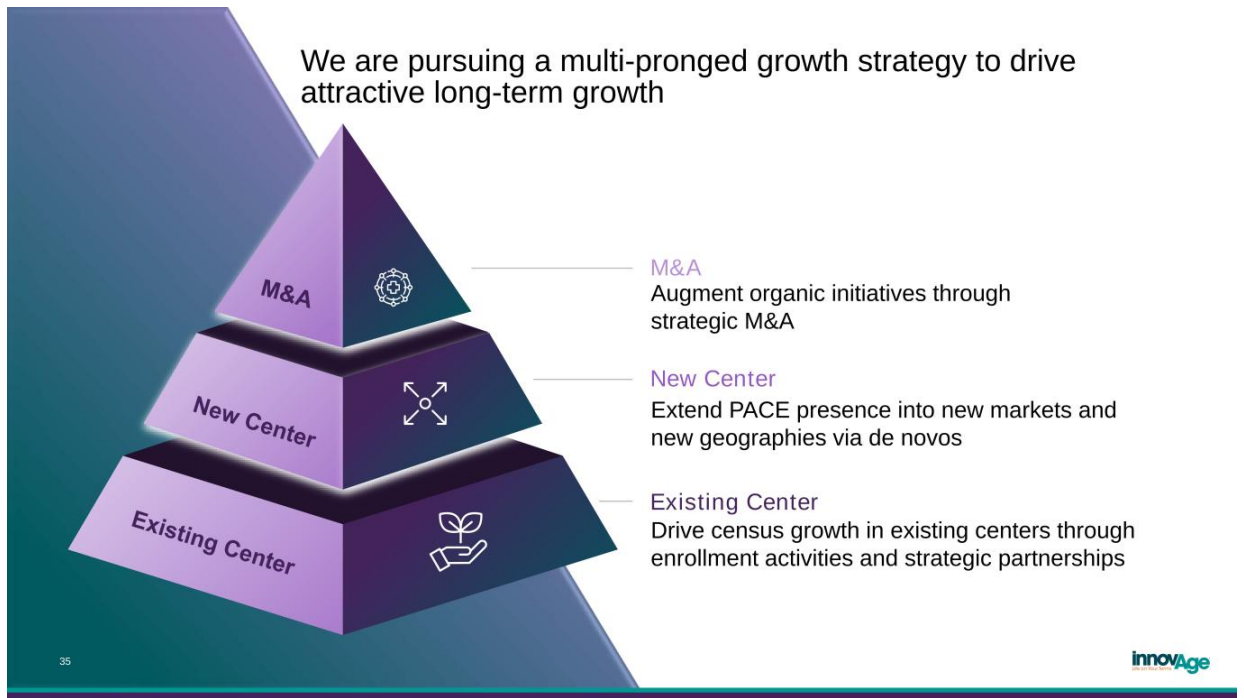 We are pursuing a multi-pronged growth strategy to drive
attractive long-term growth
M&A
M&A
Augment organic initiatives through
strategic M&A
New Center
New Center
Extend PACE presence into new markets and
new geographies via de novos
Existing Center
Existing Center
Drive census growth in existing centers through
enrollment activities and strategic partnerships
35
innovAge